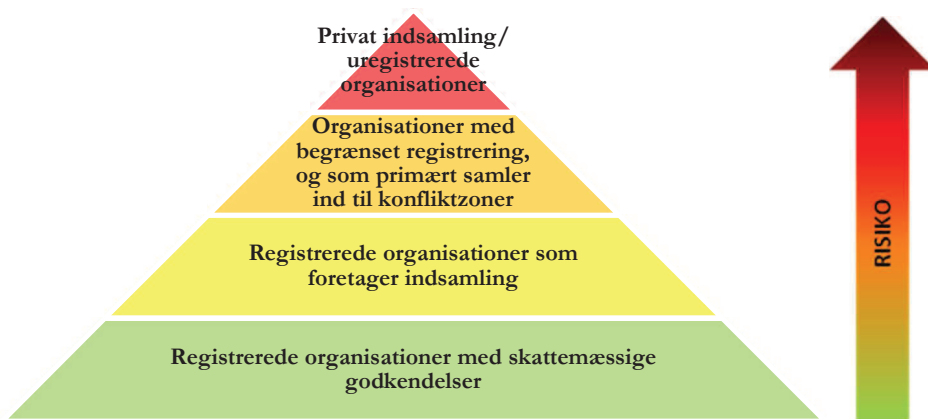 Privat indsamling/
uregistrerede
organisationer
Organisationer med
begrænset registrering,
og som primært samler
ind til konfliktzoner
Registrerede organisationer som
foretager indsamling
Registrerede organisationer med skattemæssige
godkendelser
RISIKO